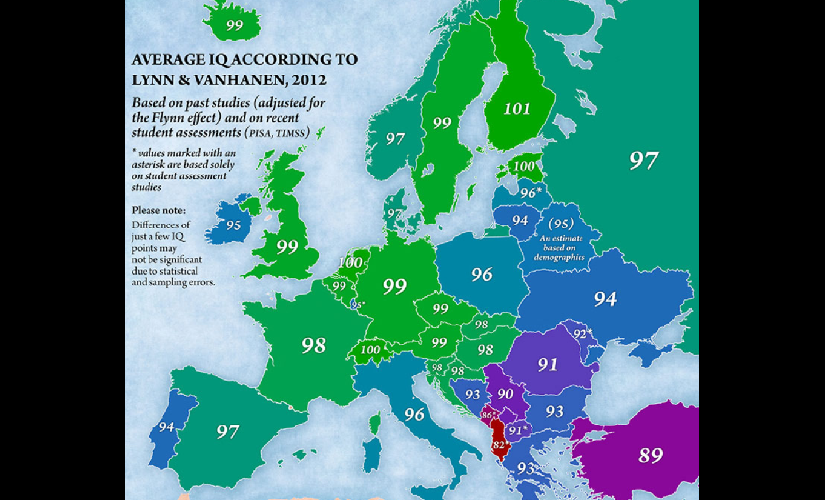 99
AVERAGE IQ ACCORDING TO
LYNN & VANHANEN, 2012
Based on past studies (adjusted for
the Flynn effect) and on recent
student assessments (PISA, TIMSS)
* values marked with an
asterisk are based solely
on student assessment
studies
Please note:
Differences of
just a few IQ
points may
not be significant
due to statistical
and sampling errors.
101
97
99
97
100
96*
97
94
(95)
An estimate
based on
demographics
95
99
100
99
99
96
94
99
98
92*
98
100
99
98
91
98
98
93
90
93
94
97
96
86*
91*
82*
93
89